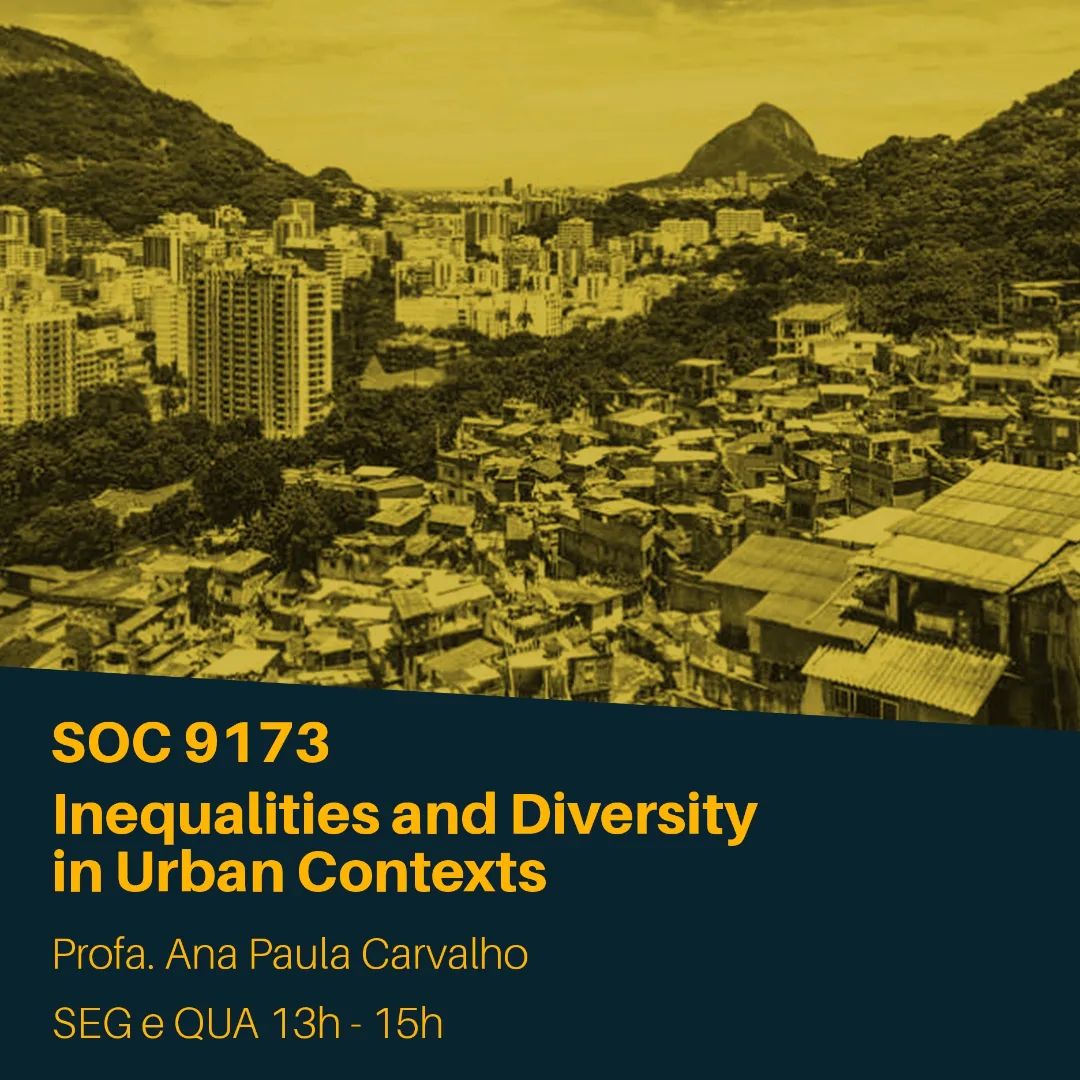 SOC 9173
Inequalities and Diversity
in Urban Contexts
Profa. Ana Paula Carvalho
SEG e QUA 13h - 15h